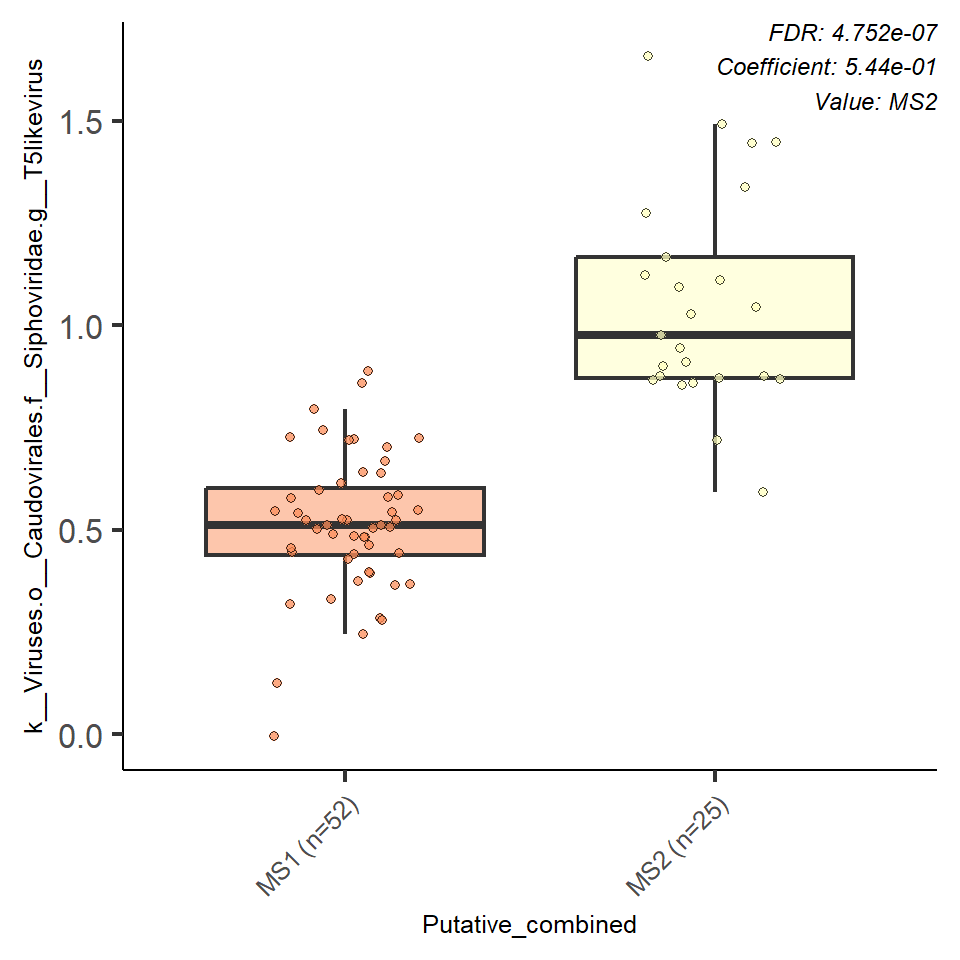 FDR: 4.752e-07
Coefficient: 5.44e-01
Value: MS2
k__Viruses.o__Caudovirales.f__Siphoviridae.g__T5likevirus
1.5
1.0
0.5
0.0
MS1 (n=52)
MS2 (n=25)
Putative_combined